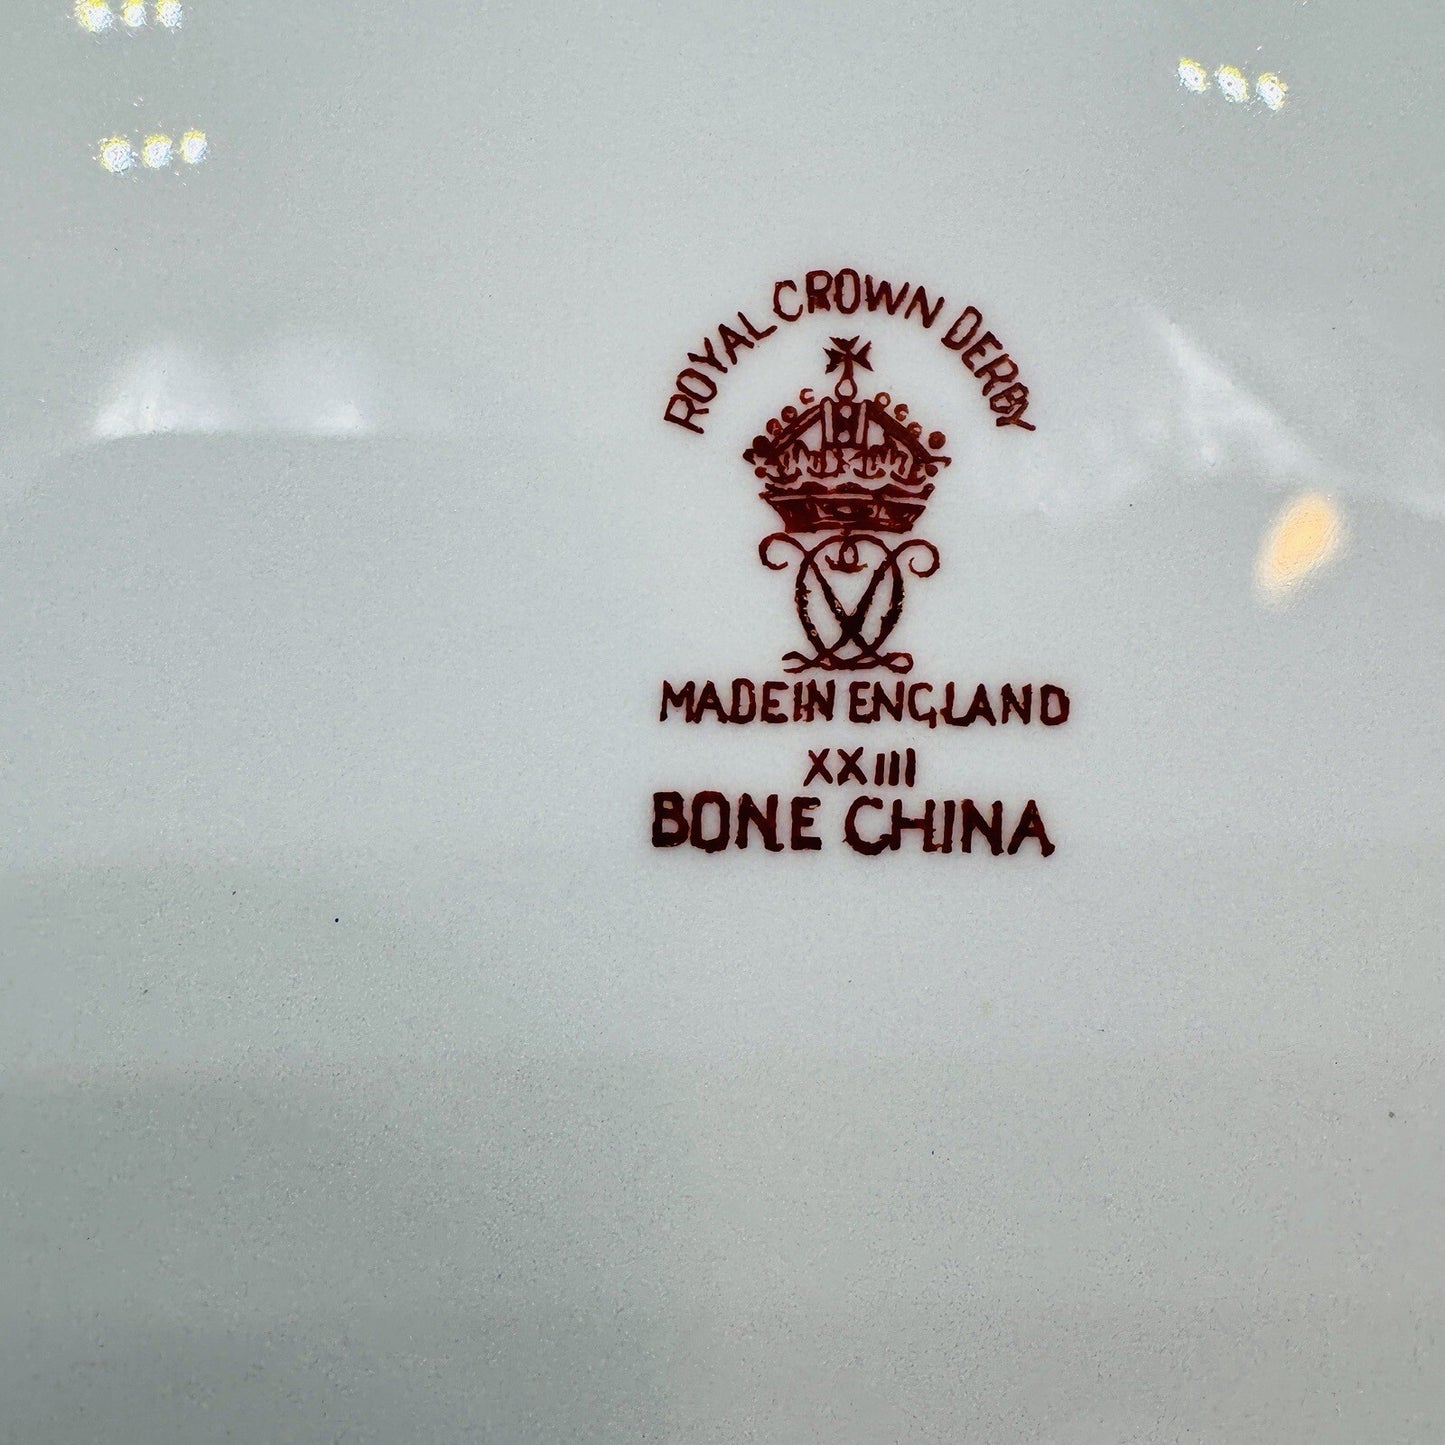 ROYAL CROWN DERBY
MADE IN ENGLAND
XXIII
BONE CHINA